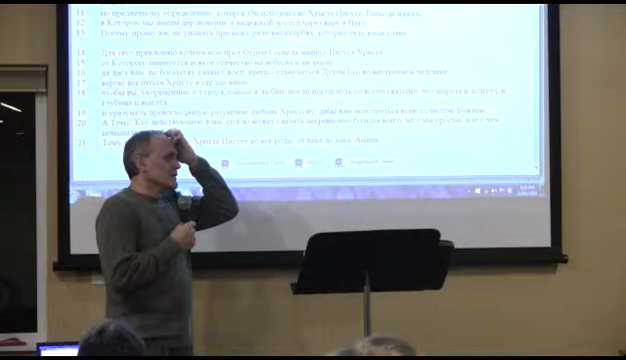 11 по предвечному определению, которое Он исполнил во Христе Иисусе, Господе нашем,
12 в Котором мы имеем дерзновение и надежный доступ через веру в Него.
13 Посему прошу вас не унывать при моих ради вас скорбях, которые суть ваша слава.
14 Для сего преклоняю колени мои пред Отцем Господа нашего Иисуса Христа,
15 от Которого именуется всякое отечество на небесах и на земле,
16 да даст вам, по богатству славы Своей, крепко утвердиться Духом Его во внутреннем человеке,
17 верою вселиться Христу в сердца ваши,
18 чтобы вы, укорененные и утвержденные в любви, могли постигнуть со всеми святыми, что широта и долгота, и
глубина и высота,
19 и уразуметь превосходящую разумение любовь Христову, дабы вам исполниться всею полнотою Божиею.
20 А Тому, Кто действующею в нас силою может сделать несравненно больше всего, чего мы просим, или о чем
помышляем,
21 Тому Христе Иисусе во все роды, от века до века. Аминь.